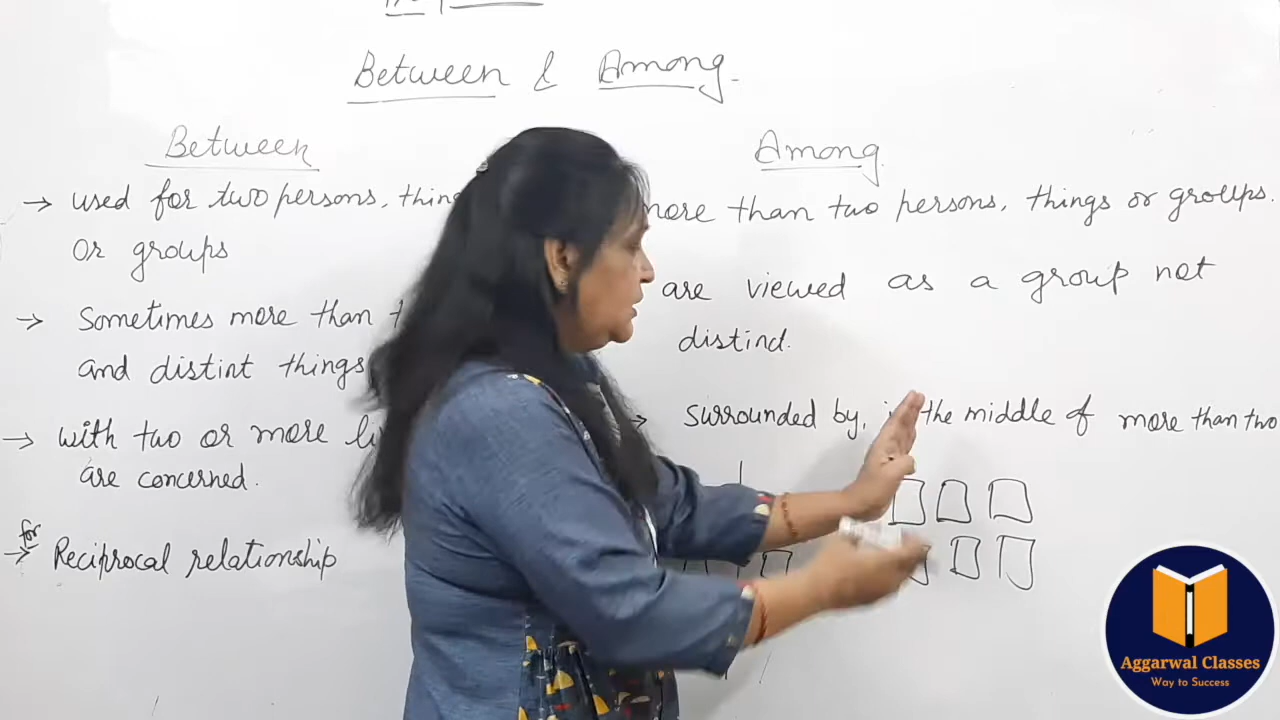 Between & Among.
Between
→ used for two persons, thing
or groups
→ Sometimes more than
and distint things
→ with two or more
are concerned.
for
→ Reciprocal relationship
Among.
more than two persons, things or groups.
are viewed as a group not
distind.
surrounded by, the middle of more than two
Aggarwal Classes
Way to Success